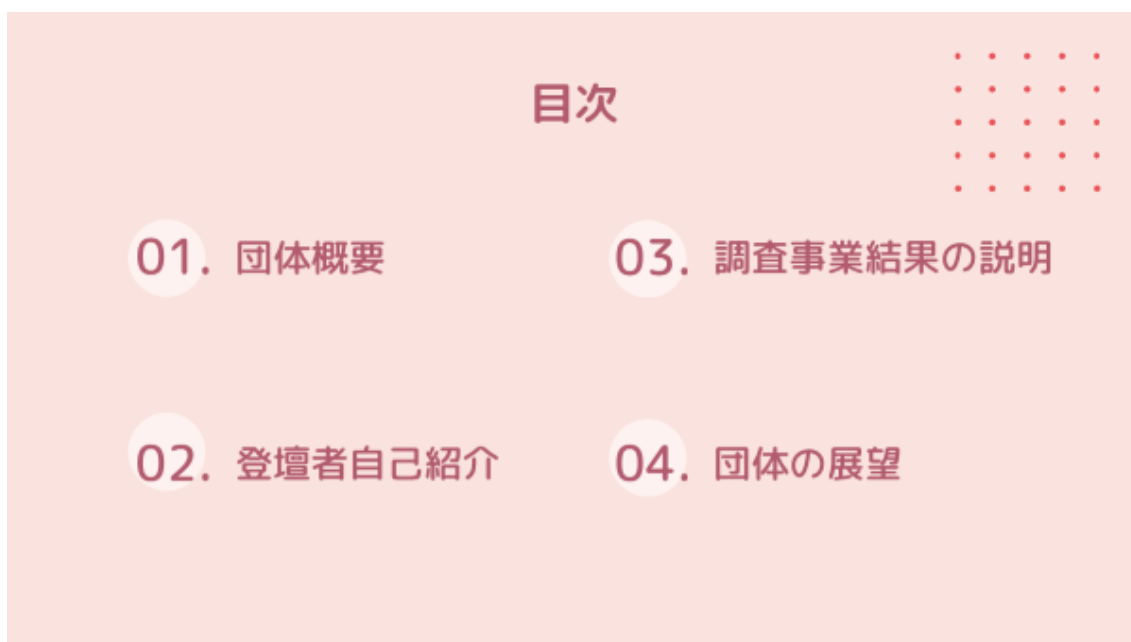 目次
01. 団体概要
02. 登壇者自己紹介
03. 調査事業結果の説明
04. 団体の展望